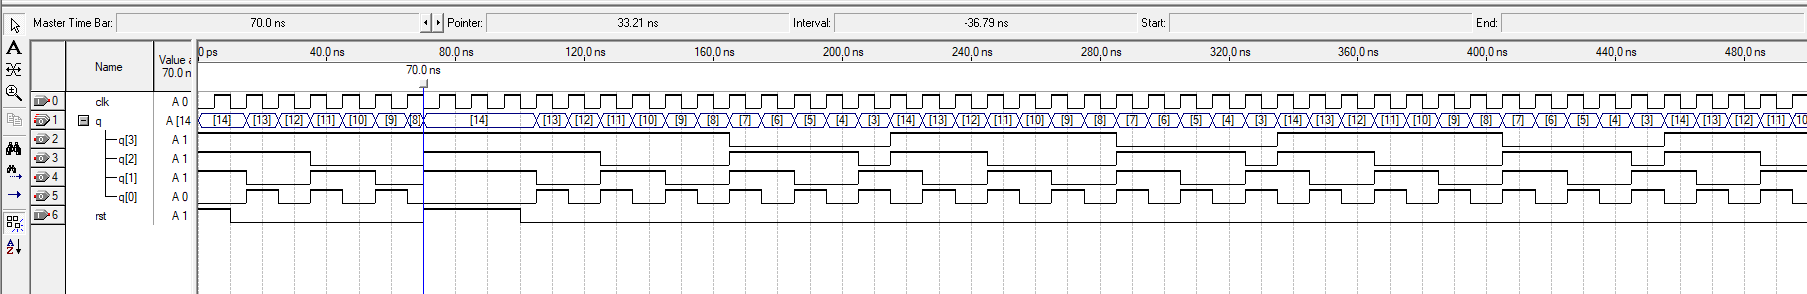 Master Time Bar: 70.0 ns Pointer: 33.21 ns Interval: -36.79 ns Start: End:
Name Value a 70.0 n 0 ps 40.0 ns 80.0 ns 120.0 ns 160.0 ns 200.0 ns 240.0 ns 280.0 ns 320.0 ns 360.0 ns 400.0 ns 440.0 ns 480.0 ns
70.0 ns
0 clk A 0
1 q A [14 [14] [13] [12] [11] [10] [9] [8] [14] [13] [12] [11] [10] [9] [8] [7] [6] [5] [4] [3] [14] [13] [12] [11] [10] [9] [8] [7] [6] [5] [4] [3] [14] [13] [12] [11] [10] [9] [8] [7] [6] [5] [4] [3] [14] [13] [12] [11] [10
2 q[3] A 1
3 q[2] A 1
4 q[1] A 1
5 q[0] A 0
6 rst A 1